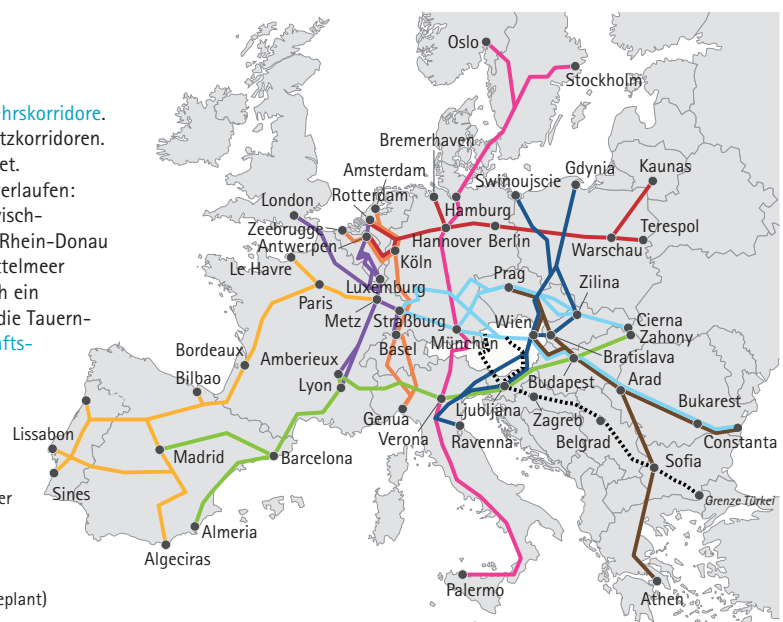 ehrskorridore.
tzkorridoren.
et.
erlaufen:
isch-
Rhein-Donau
ttelmeer
h ein
die Tauern-
afts-
er
eplant)
Oslo
Stockholm
Bremerhaven
Amsterdam
Swinoujscie
Gdynia
Kaunas
London
Rotterdam
Hamburg
Zeebrugge
Antwerpen
Hannover
Berlin
Warschau
Terespol
Le Havre
Köln
Prag
Zilina
Luxemburg
Paris
Metz
Straßburg
Wien
Cierna
Zahony
Bordeaux
Amberieux
Basel
München
Bratislava
Bilbao
Lyon
Budapest
Arad
Genua
Verona
Ljubljana
Zagreb
Bukarest
Lissabon
Madrid
Barcelona
Ravenna
Belgrad
Constanta
Sofia
Sines
Grenze Türkei
Almeria
Algeciras
Palermo
Athen